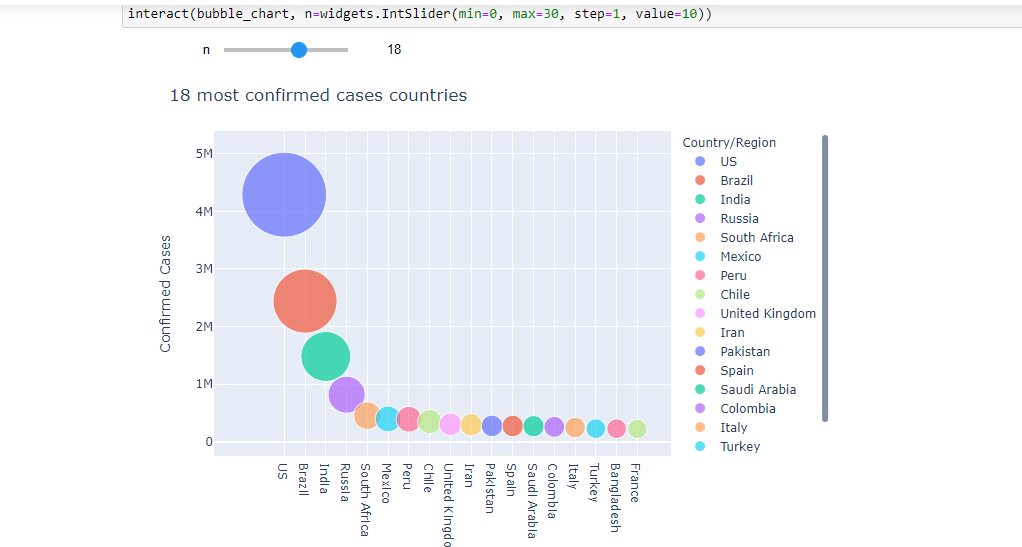 interact(bubble_chart, n=widgets.IntSlider(min=0, max=30, step=1, value=10))
n 18
18 most confirmed cases countries
Confirmed Cases
5M
4M
3M
2M
1M
0
US
Brazil
India
Russia
South Africa
Mexico
Peru
Chile
United Kingdo
Iran
Pakistan
Spain
Saudi Arabia
Colombia
Italy
Turkey
Bangladesh
France
Country/Region
US
Brazil
India
Russia
South Africa
Mexico
Peru
Chile
United Kingdom
Iran
Pakistan
Spain
Saudi Arabia
Colombia
Italy
Turkey